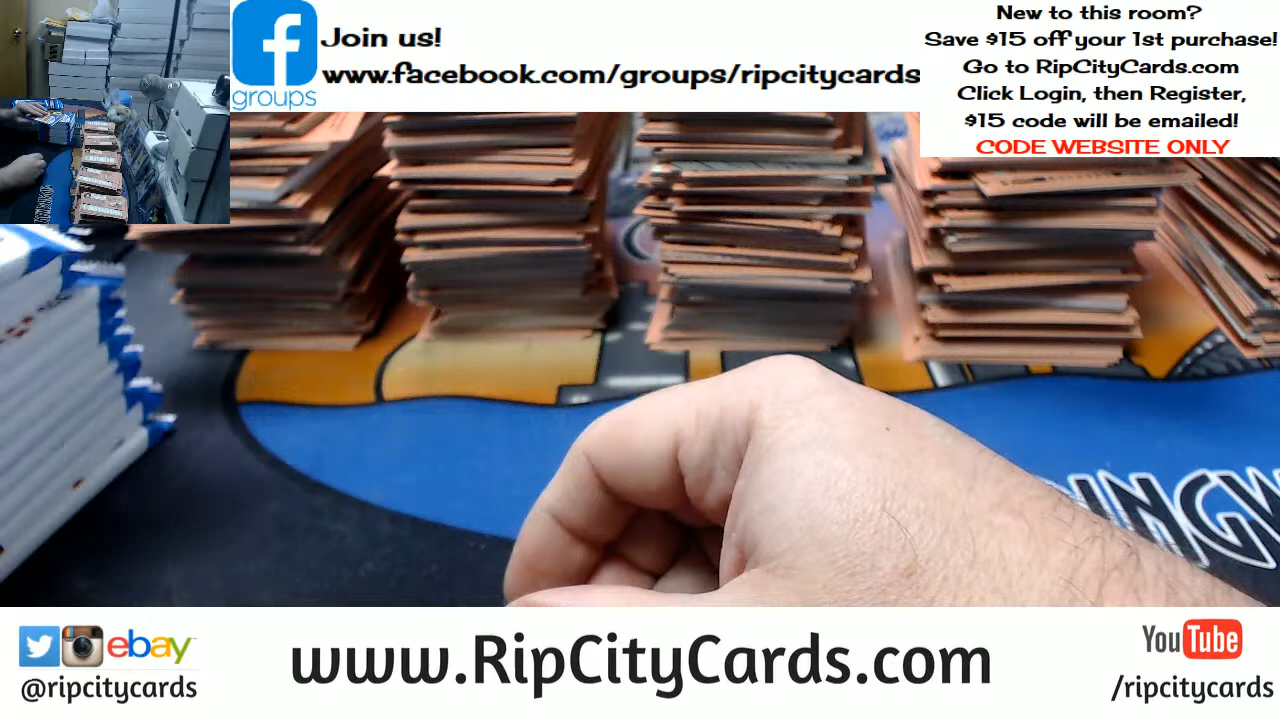 Join us!
www.facebook.com/groups/ripcitycards
groups
New to this room?
Save $15 off your 1st purchase!
Go to RipCityCards.com
Click Login, then Register,
$15 code will be emailed!
CODE WEBSITE ONLY
INGW
ebay
@ripcitycards
www.RipCityCards.com
YouTube
/ripcitycards